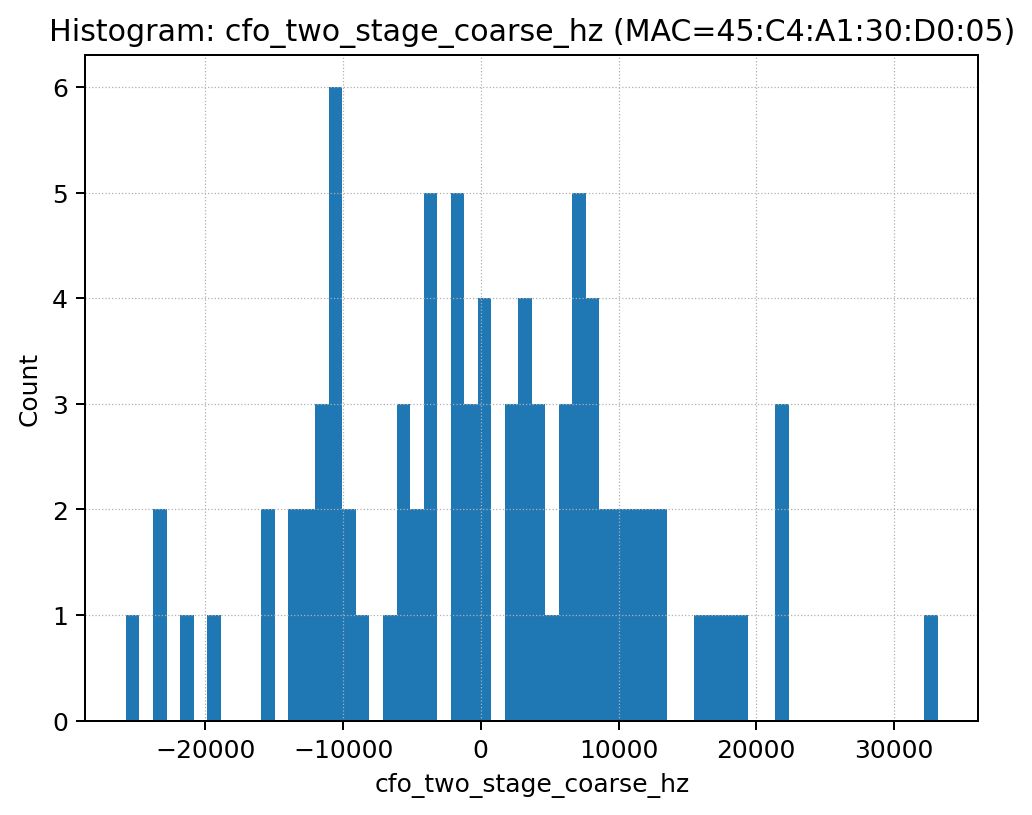 Histogram: cfo_two_stage_coarse_hz (MAC=45:C4:A1:30:D0:05)
6
5
4
3
2
1
0
Count
−20000 −10000 0 10000 20000 30000
cfo_two_stage_coarse_hz